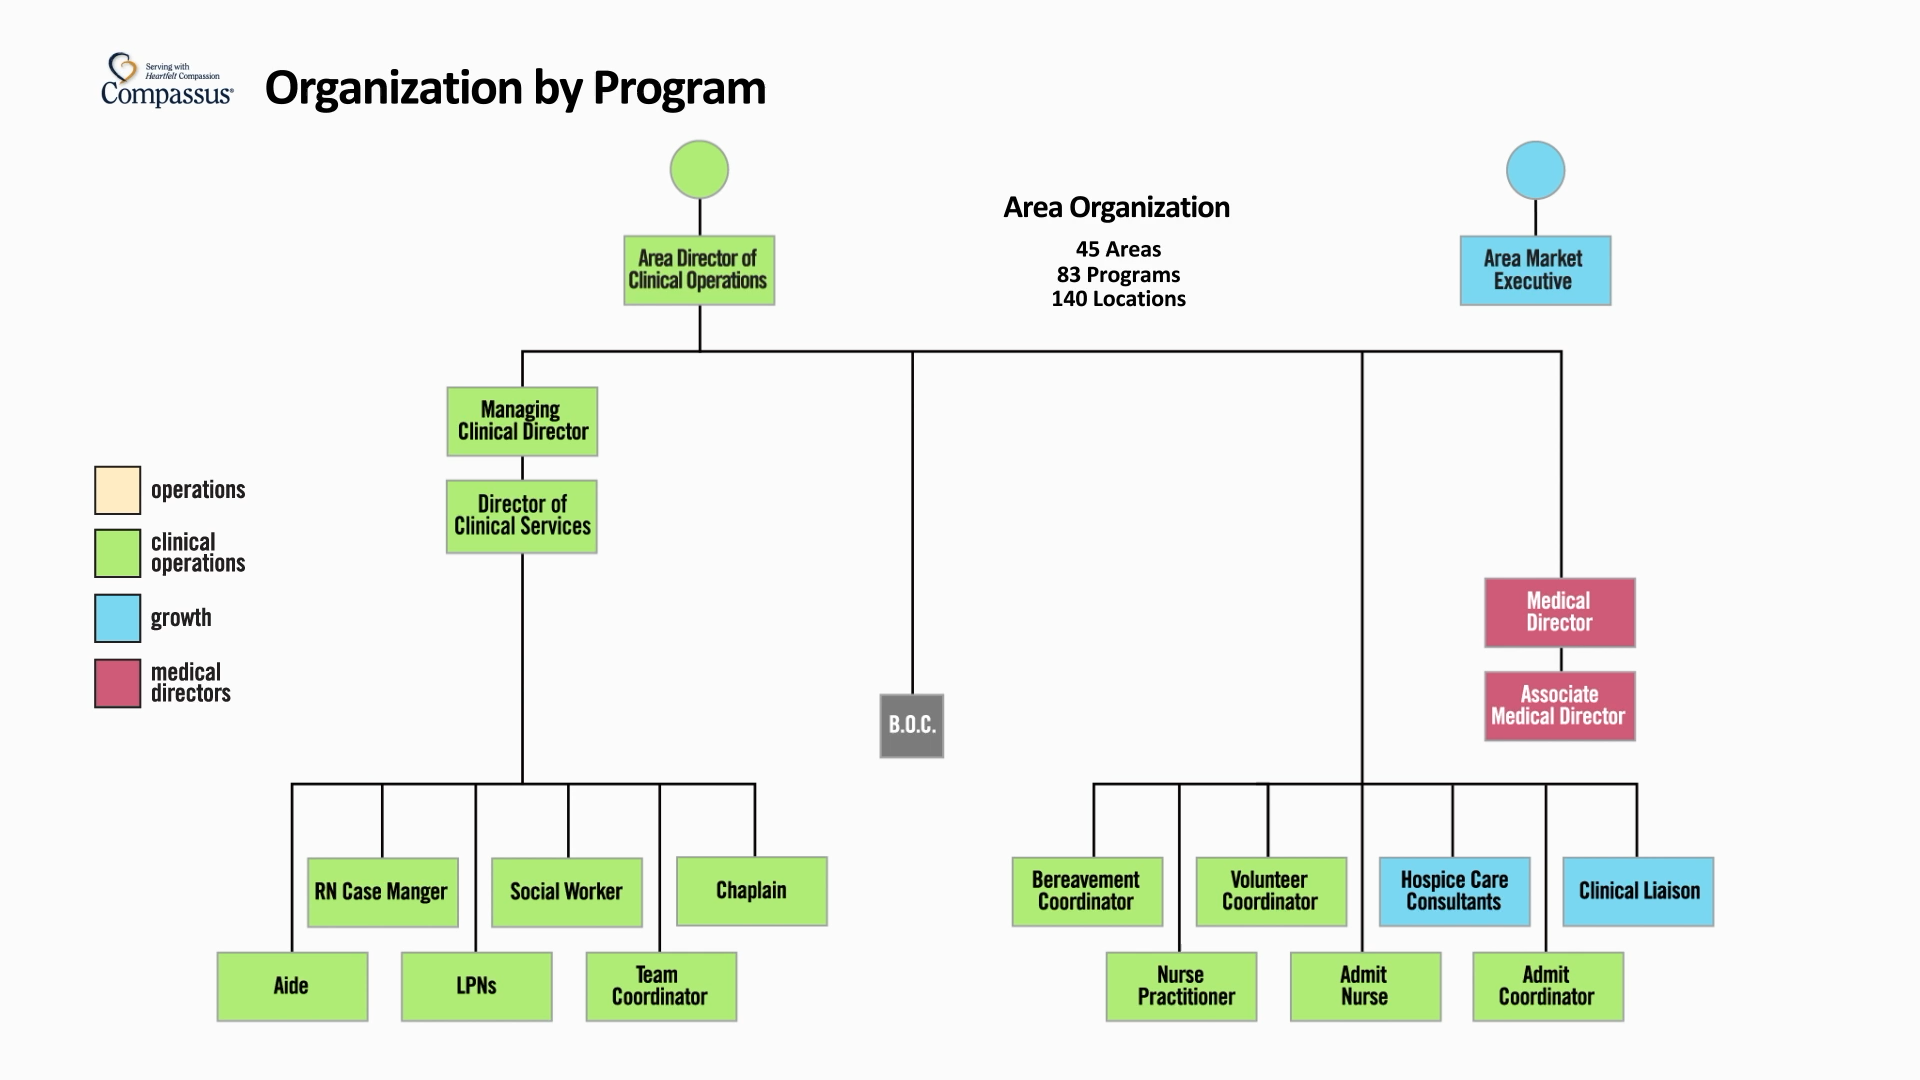 Serving with
Heartfelt Compassion
Compassus®
Organization by Program
Area Organization
45 Areas
83 Programs
140 Locations
Area Director of
Clinical Operations
Area Market
Executive
Managing
Clinical Director
Director of
Clinical Services
operations
clinical
operations
growth
medical
directors
Medical
Director
Associate
Medical Director
B.O.C.
RN Case Manger
Social Worker
Chaplain
Aide
LPNs
Team
Coordinator
Bereavement
Coordinator
Volunteer
Coordinator
Hospice Care
Consultants
Clinical Liaison
Nurse
Practitioner
Admit
Nurse
Admit
Coordinator